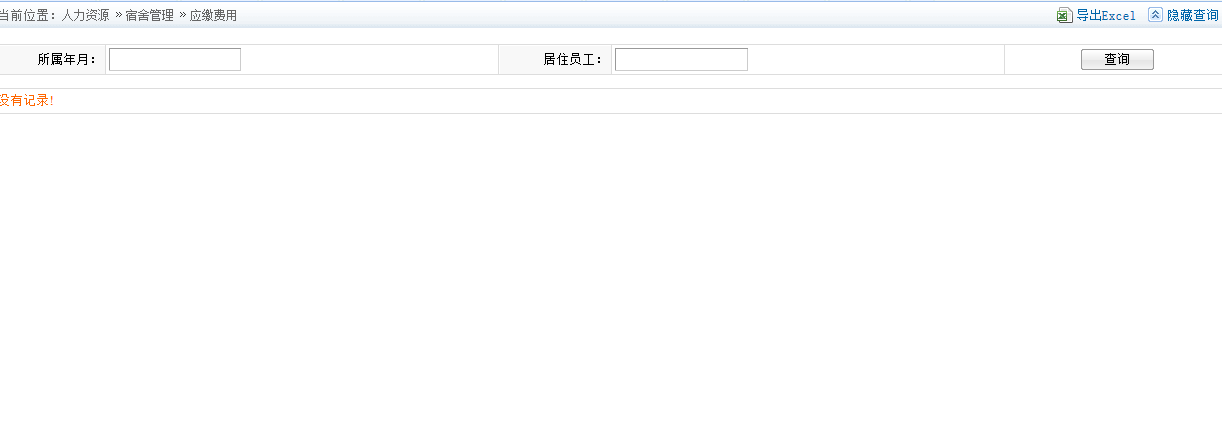 当前位置：人力资源 » 宿舍管理 » 应缴费用 导出Excel 隐藏查询
所属年月： 居住员工： 查询
没有记录!